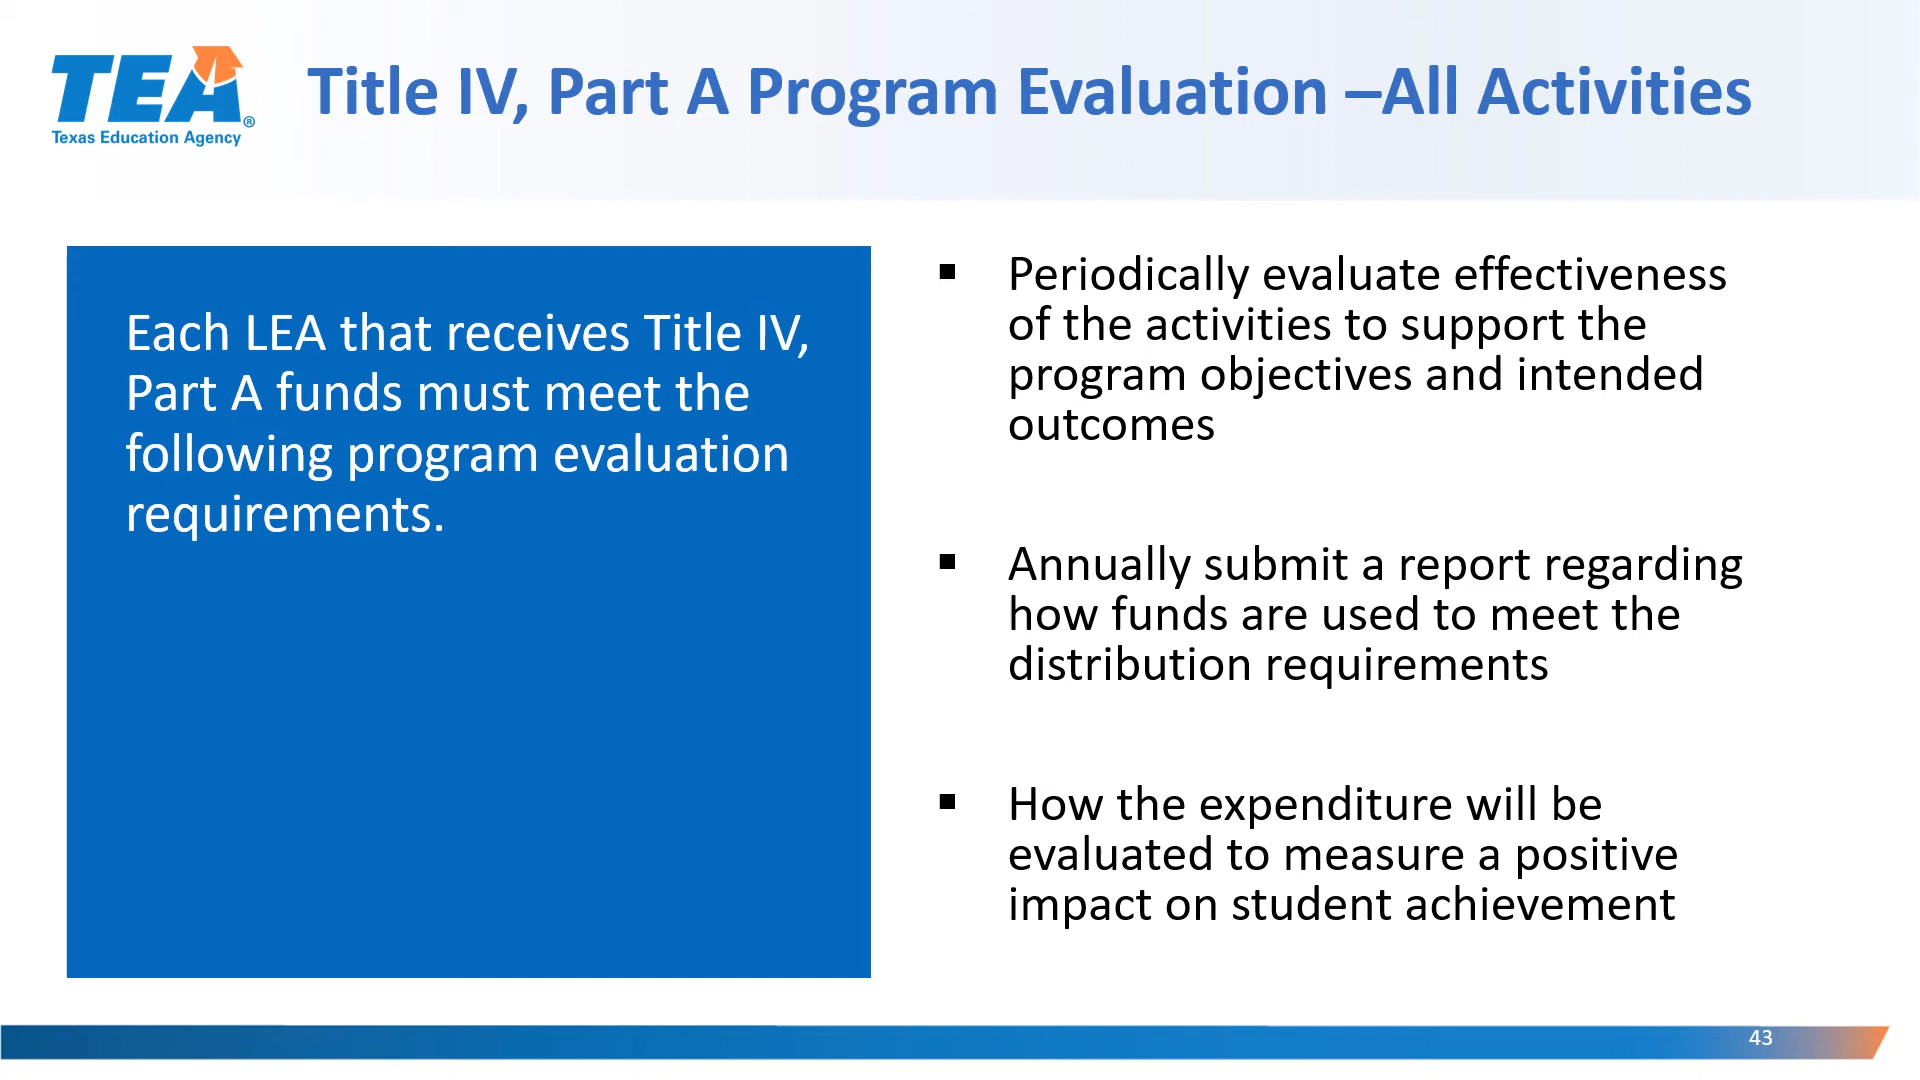 TEA®
Texas Education Agency
Title IV, Part A Program Evaluation –All Activities
Each LEA that receives Title IV,
Part A funds must meet the
following program evaluation
requirements.
▪ Periodically evaluate effectiveness
of the activities to support the
program objectives and intended
outcomes
▪ Annually submit a report regarding
how funds are used to meet the
distribution requirements
▪ How the expenditure will be
evaluated to measure a positive
impact on student achievement
43